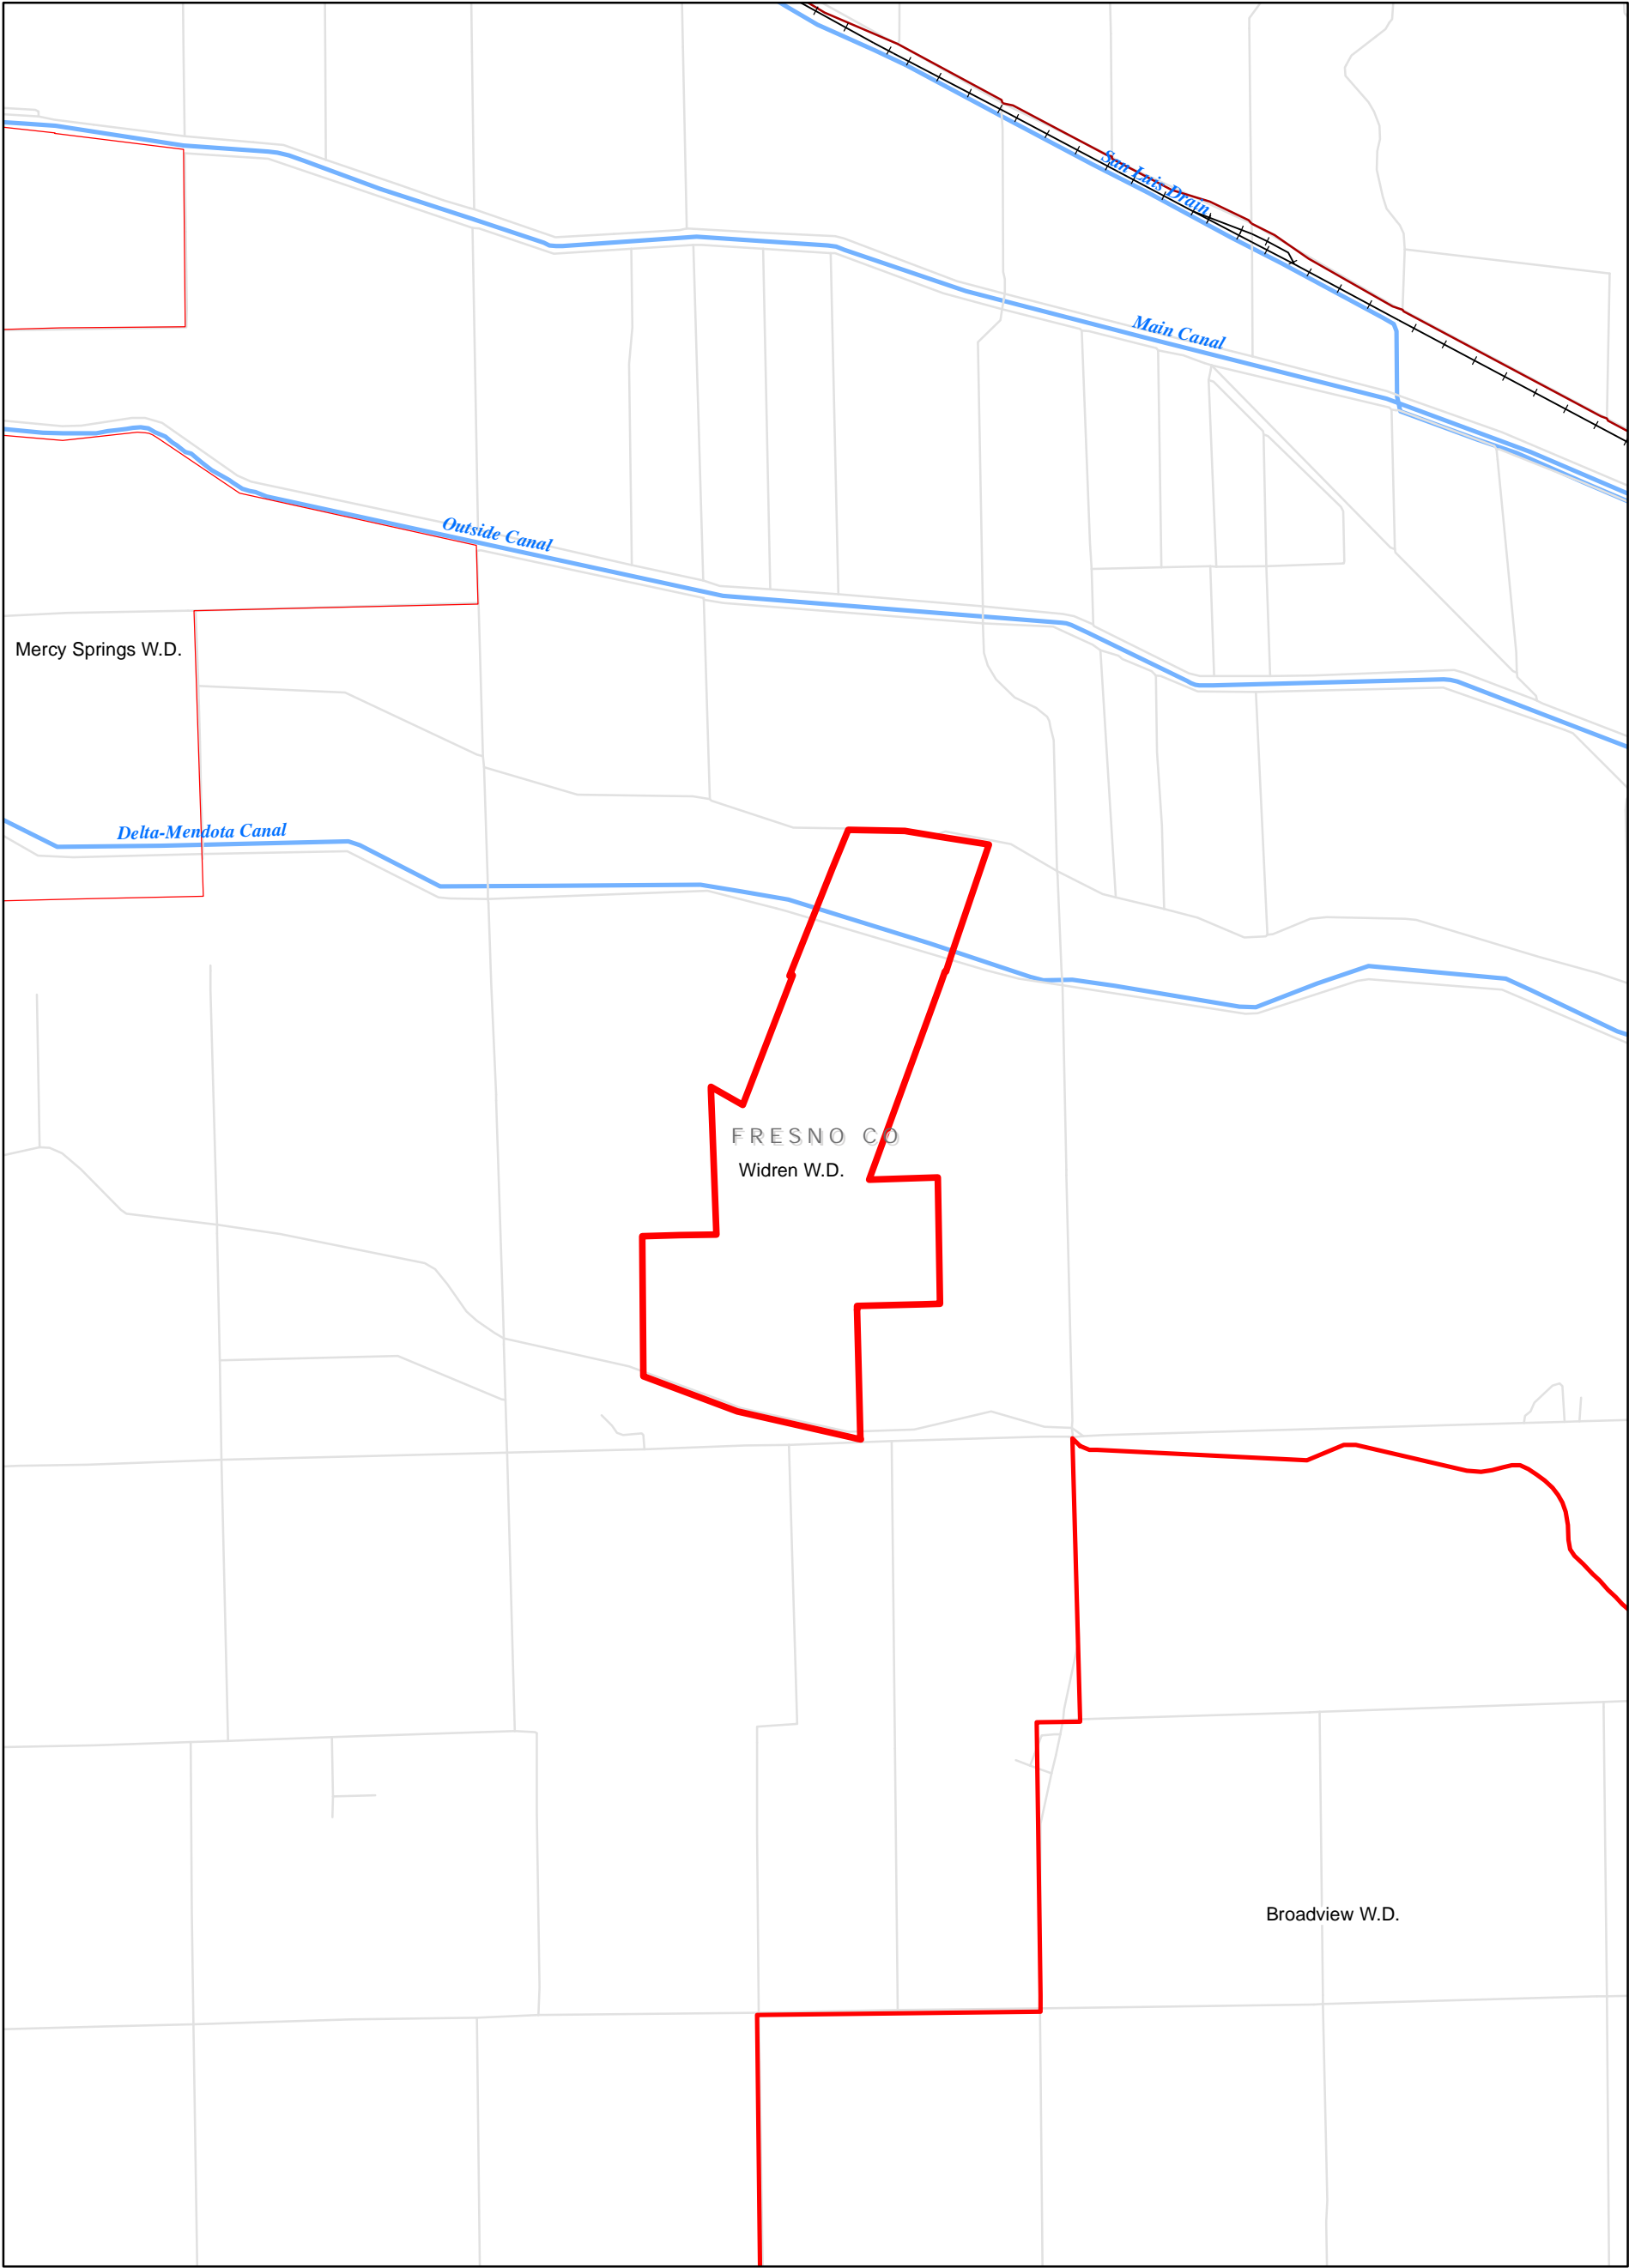 San Luis Drain
Main Canal
Outside Canal
Mercy Springs W.D.
Delta-Mendota Canal
FRESNO CO
Widren W.D.
Broadview W.D.